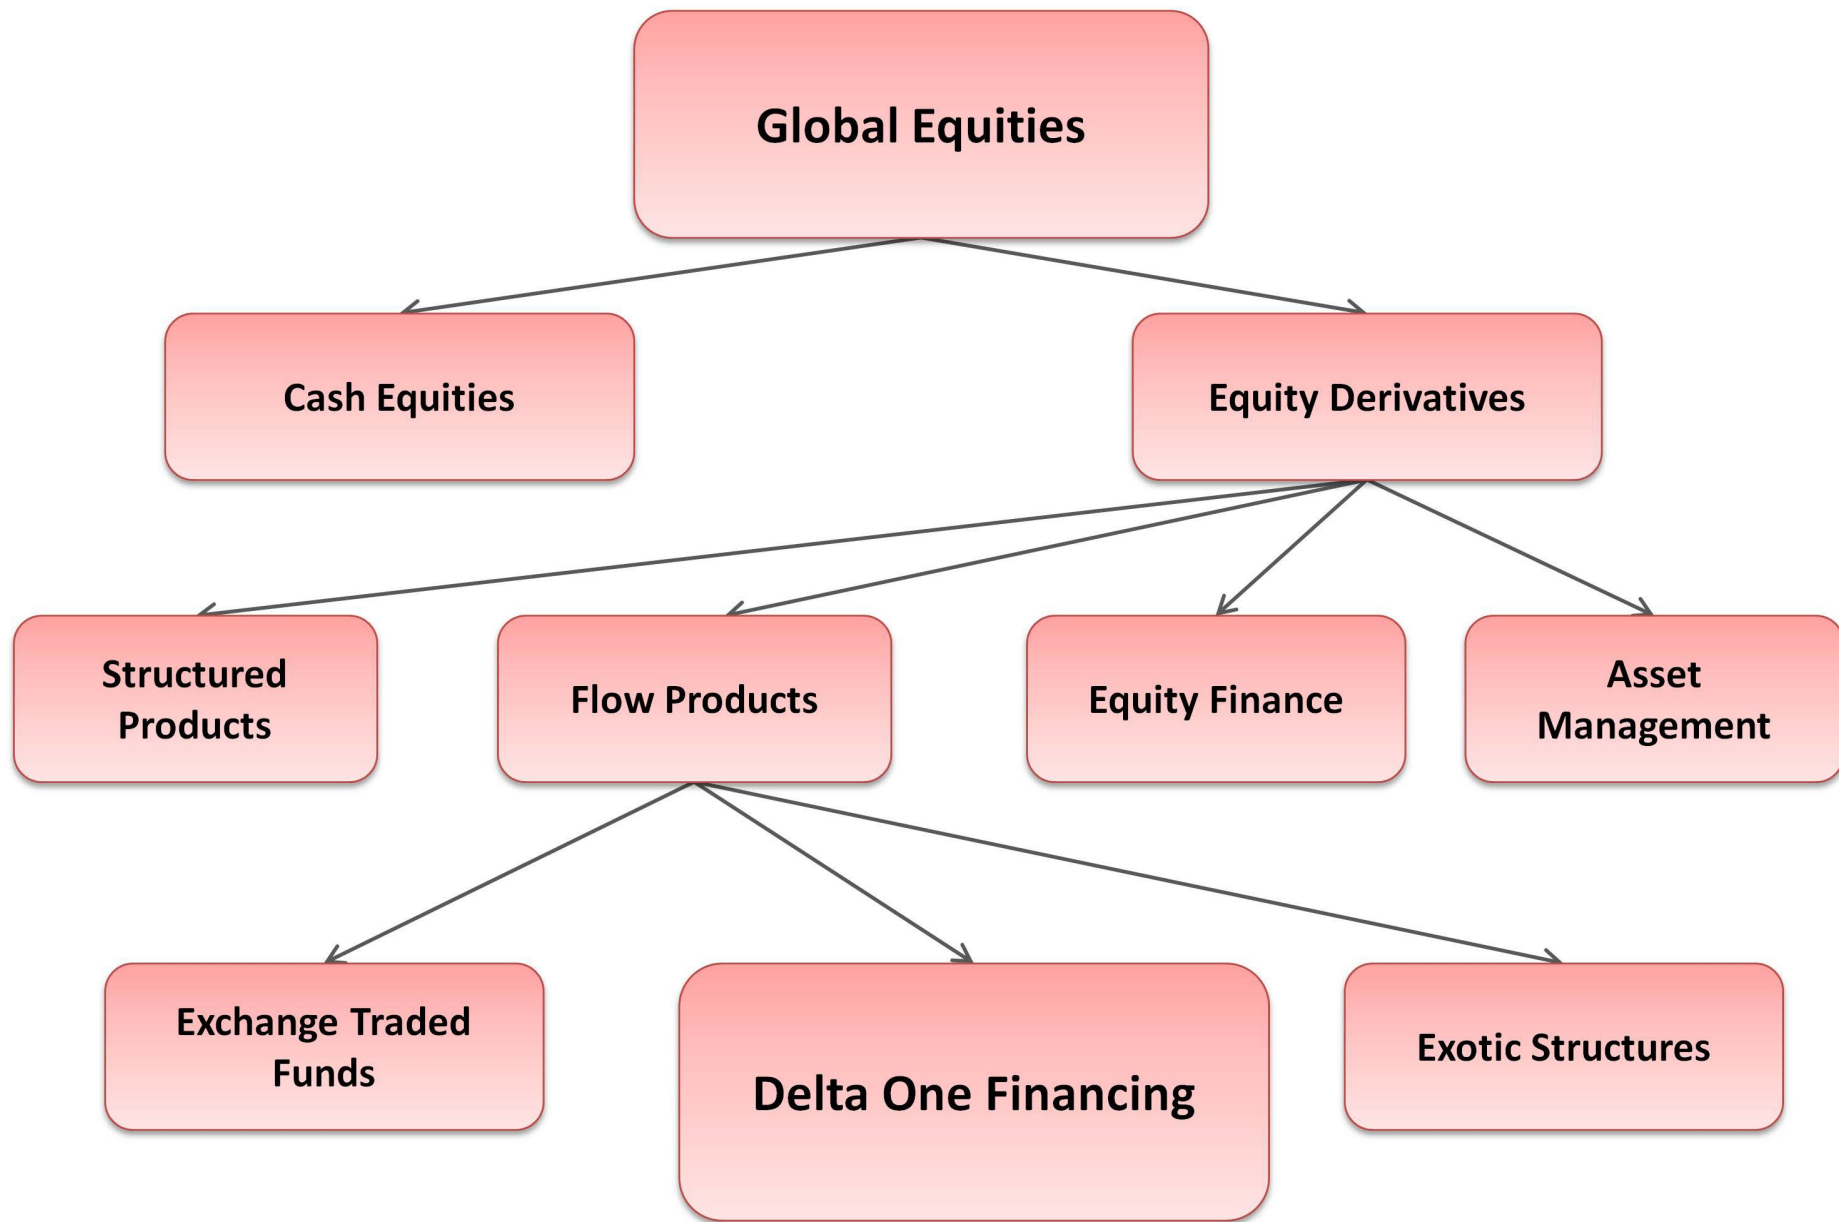 Global Equities
Cash Equities
Equity Derivatives
Structured
Products
Flow Products
Equity Finance
Asset
Management
Exchange Traded
Funds
Delta One Financing
Exotic Structures